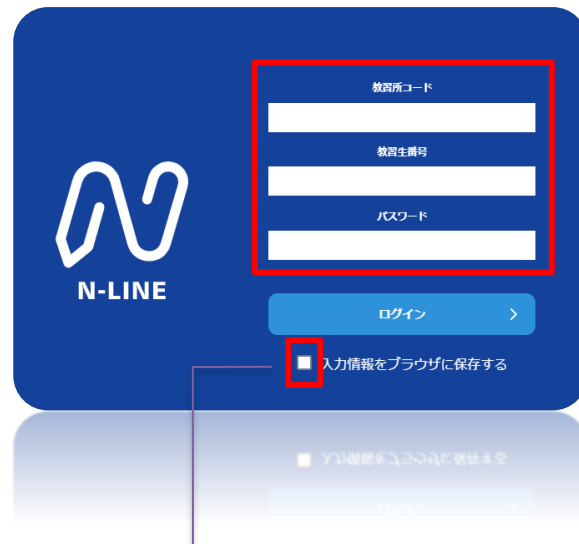 教習所コード
教習生番号
パスワード
N-LINE
ログイン
入力情報をブラウザに保存する